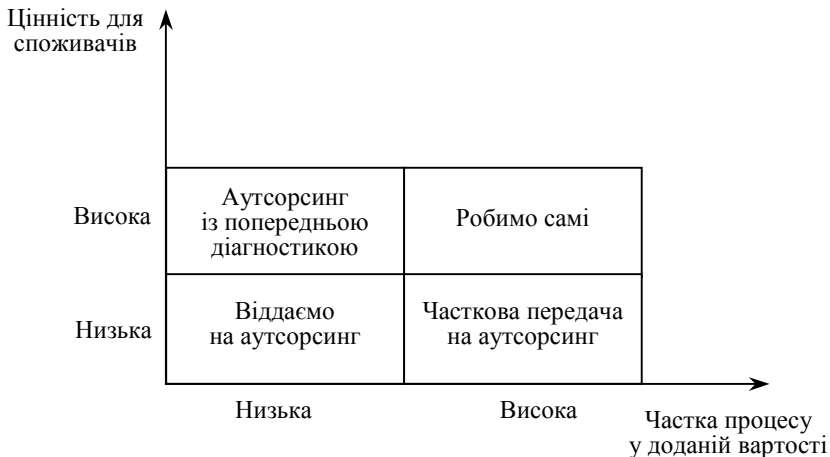 Цінність для
споживачів
Висока
Аутсорсинг
із попередньою
діагностикою
Робимо самі
Низька
Віддаємо
на аутсорсинг
Часткова передача
на аутсорсинг
Низька
Висока
Частка процесу
у доданій вартості